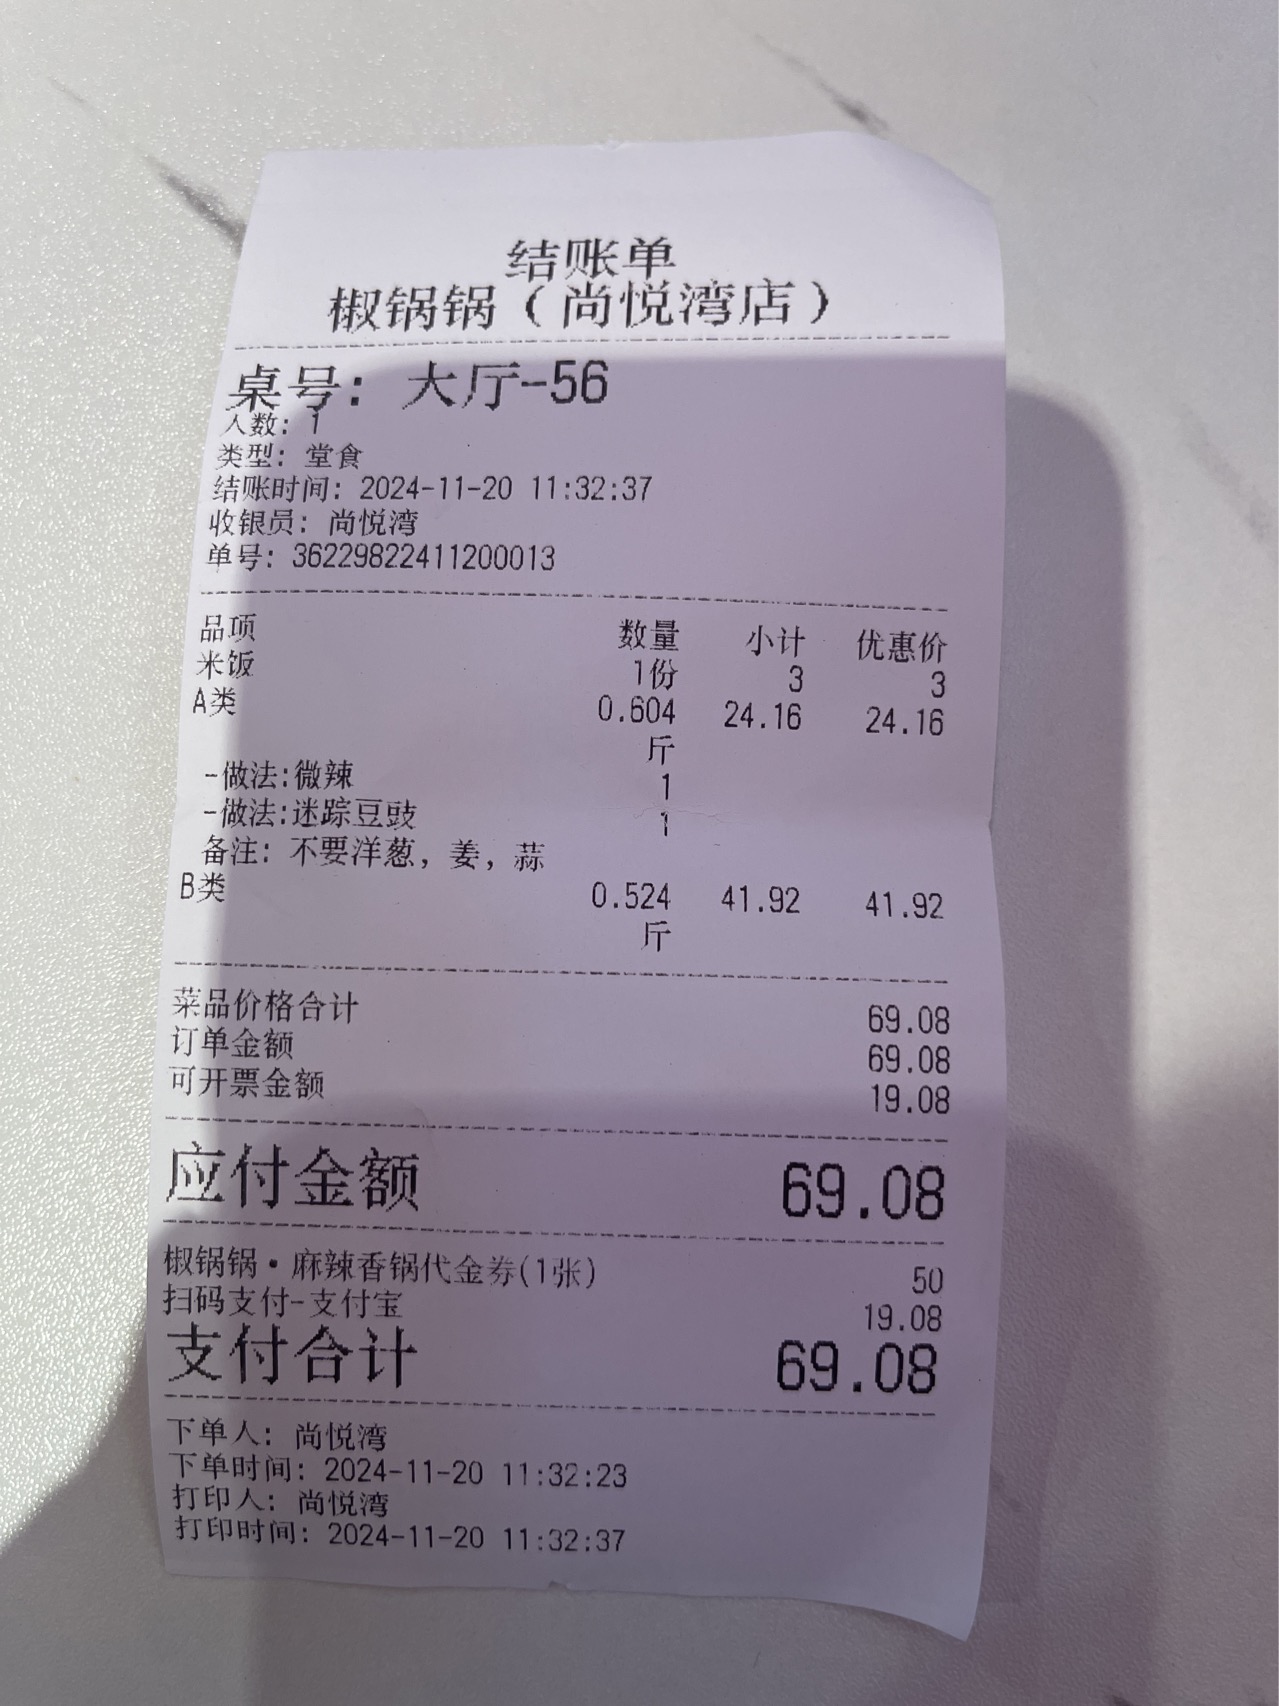 结账单
椒锅锅（尚悦湾店）
桌号：大厅-56
人数：1
类型：堂食
结账时间：2024-11-20 11:32:37
收银员：尚悦湾
单号：36229822411200013
品项 数量 小计 优惠价
米饭 1份 3 3
A类 0.604 24.16 24.16
斤
-做法:微辣 1
-做法:迷踪豆豉 1
备注：不要洋葱，姜，蒜
B类 0.524 41.92 41.92
斤
菜品价格合计 69.08
订单金额 69.08
可开票金额 19.08
应付金额 69.08
椒锅锅·麻辣香锅代金券(1张) 50
扫码支付-支付宝 19.08
支付合计 69.08
下单人：尚悦湾
下单时间：2024-11-20 11:32:23
打印人：尚悦湾
打印时间：2024-11-20 11:32:37